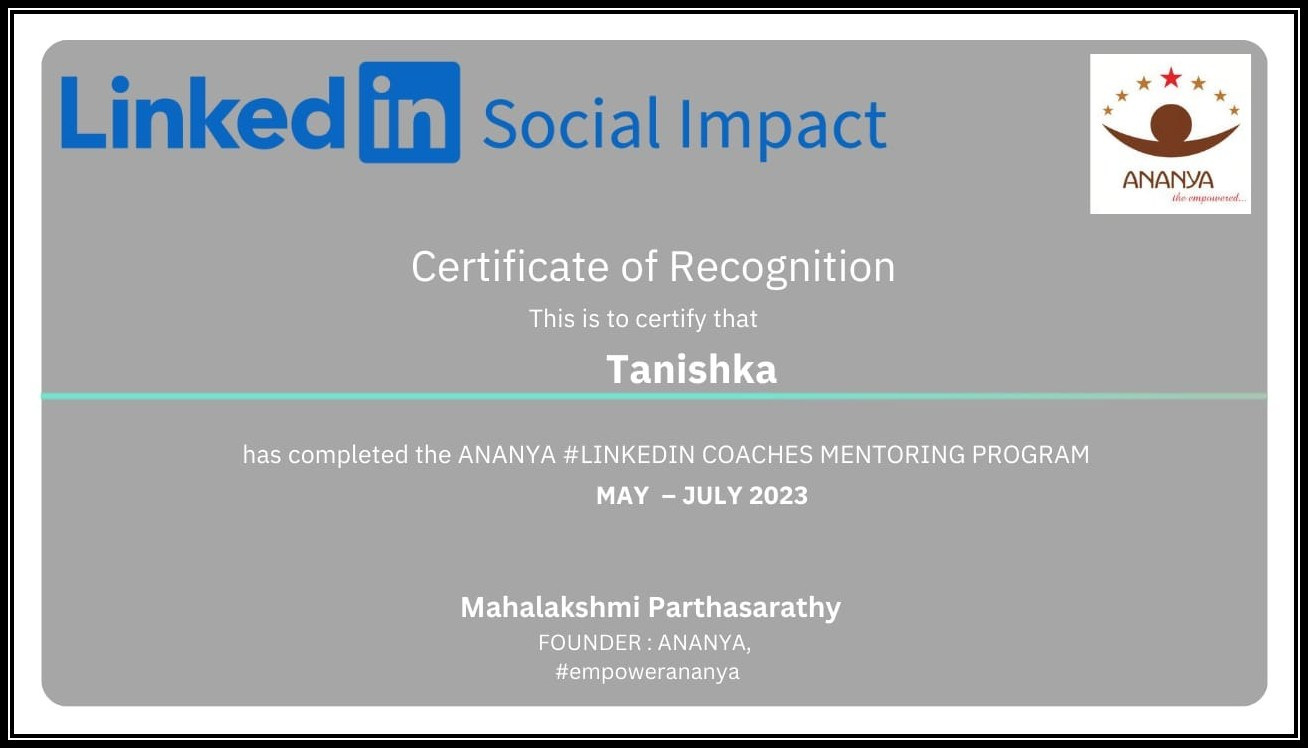 Linkedin Social Impact
ANANYA
the empowered...
Certificate of Recognition
This is to certify that
Tanishka
has completed the ANANYA #LINKEDIN COACHES MENTORING PROGRAM
MAY – JULY 2023
Mahalakshmi Parthasarathy
FOUNDER : ANANYA,
#empowerananya